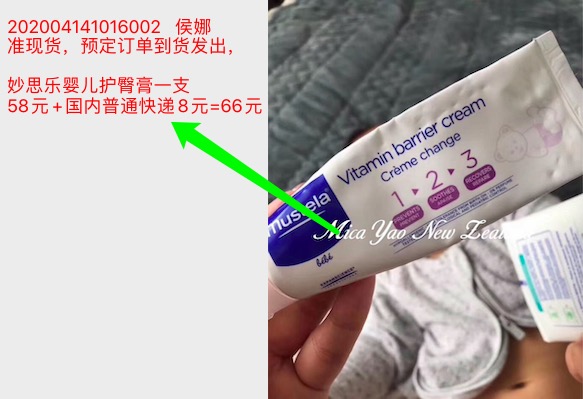 202004141016002 侯娜
准现货，预定订单到货发出，
妙思乐婴儿护臀膏一支
58元+国内普通快递8元=66元
Vitamin barrier cream
Crème change
1 2 3
PREVENTS
SOOTHES
RECOVERS
mustela
bébé
Mica Yao New Zeal